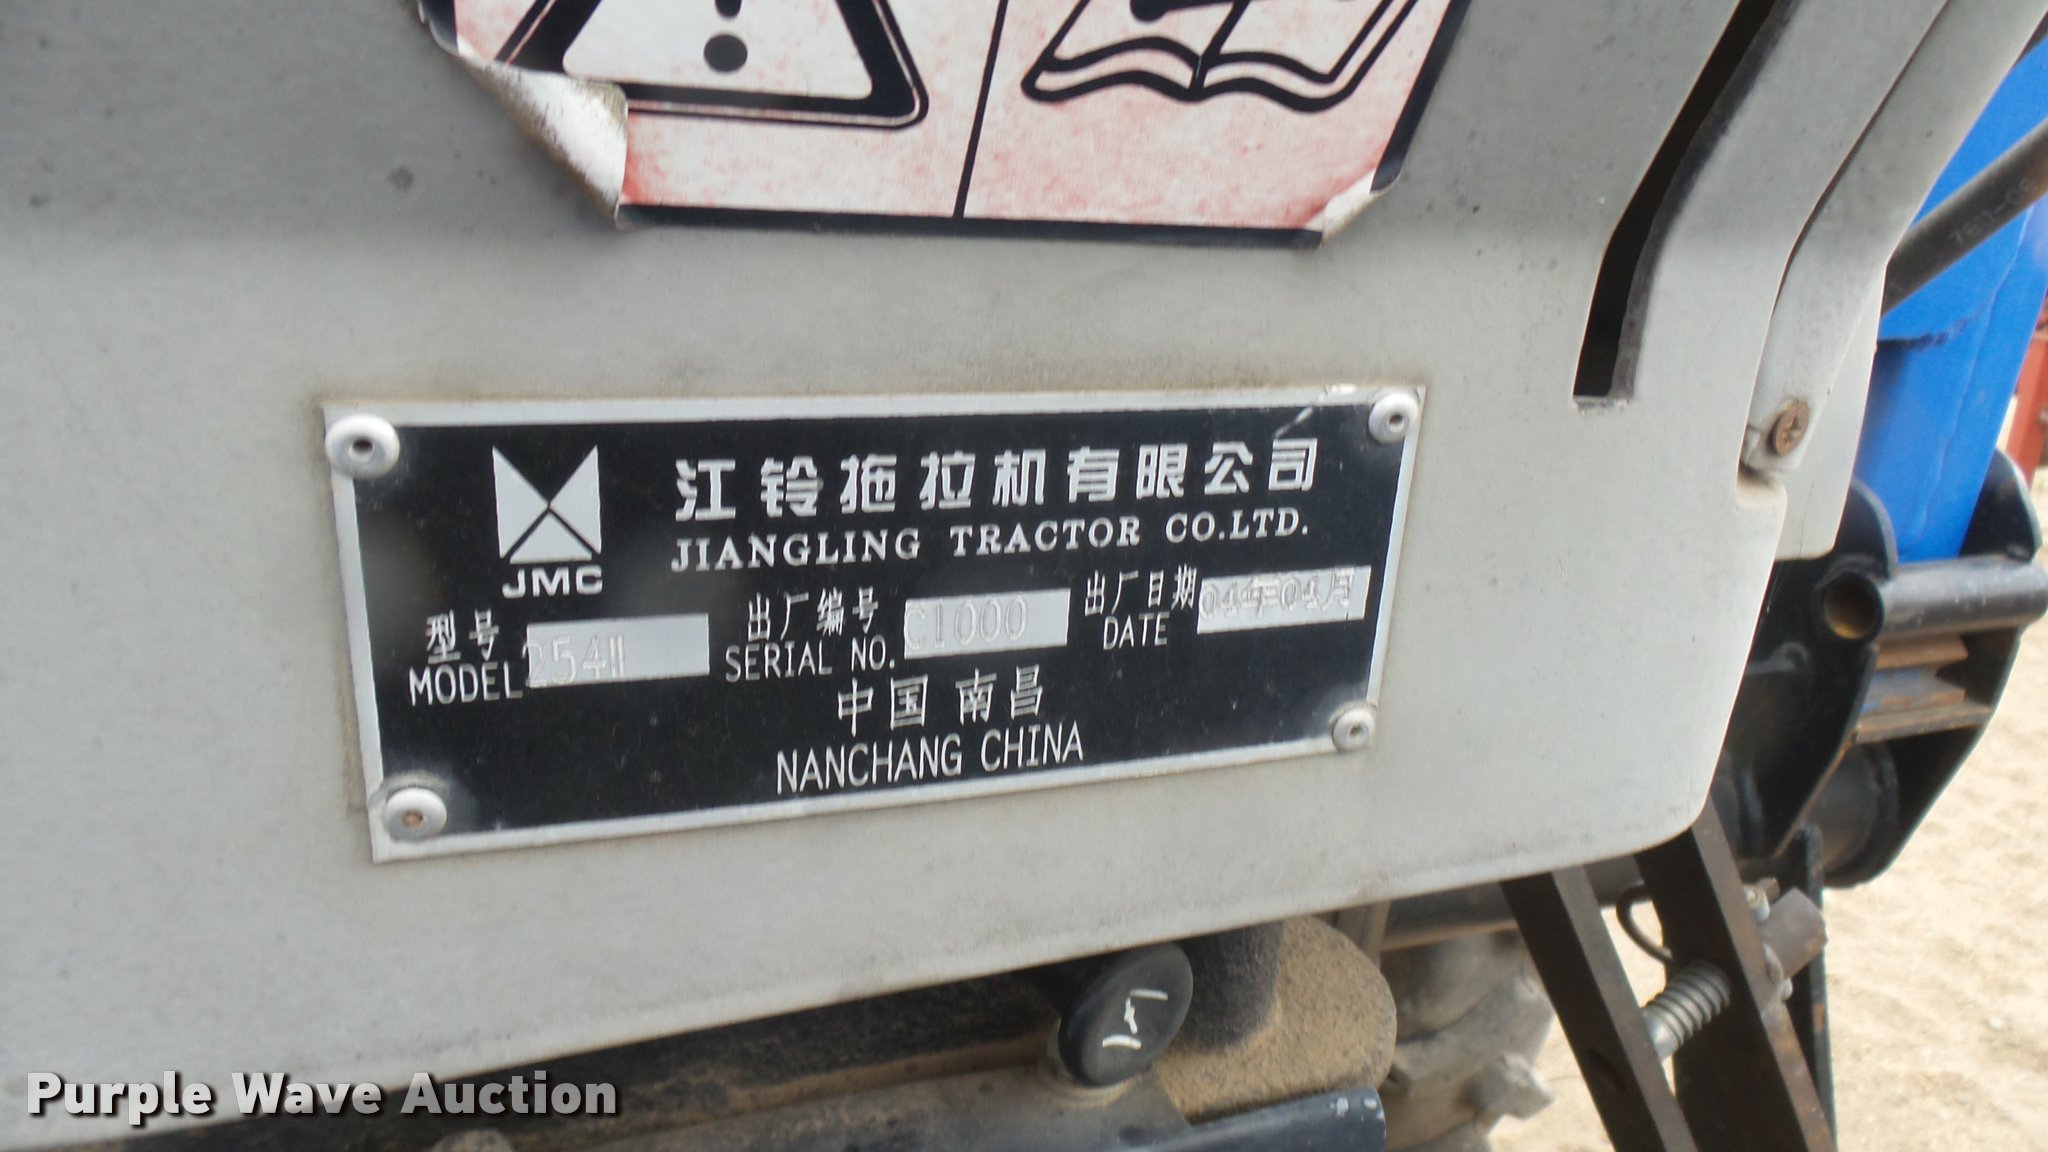 江铃拖拉机有限公司
JIANGLING TRACTOR CO.LTD.
JMC
型号 出厂编号 出厂日期
MODEL 254II SERIAL NO. C1000 DATE 04年04月
中国 南昌
NANCHANG CHINA
Purple Wave Auction